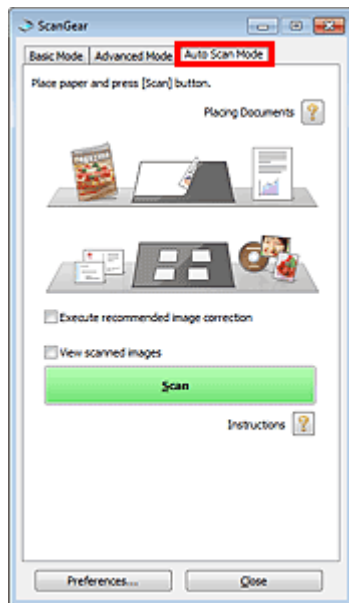 ScanGear
Basic Mode Advanced Mode Auto Scan Mode
Place paper and press [Scan] button.
Placing Documents
magazine
Execute recommended image correction
View scanned images
Scan
Instructions
Preferences... Close